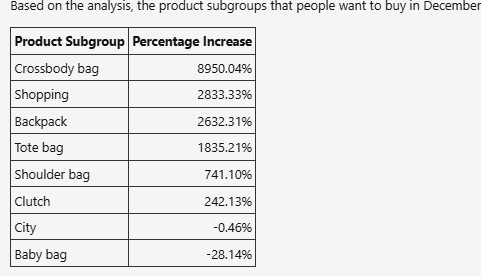 Based on the analysis, the product subgroups that people want to buy in December
Product Subgroup Percentage Increase
Crossbody bag 8950.04%
Shopping 2833.33%
Backpack 2632.31%
Tote bag 1835.21%
Shoulder bag 741.10%
Clutch 242.13%
City -0.46%
Baby bag -28.14%